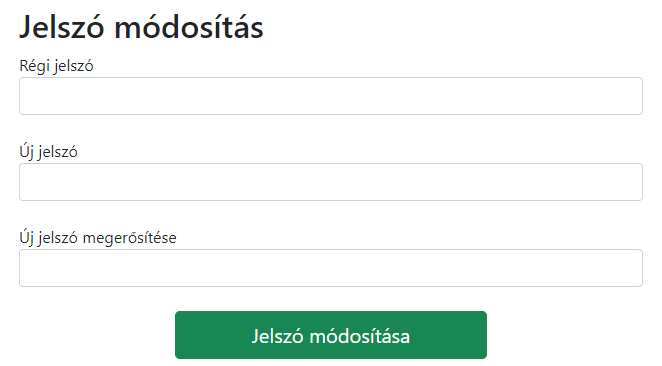 Jelszó módosítás
Régi jelszó
Új jelszó
Új jelszó megerősítése
Jelszó módosítása